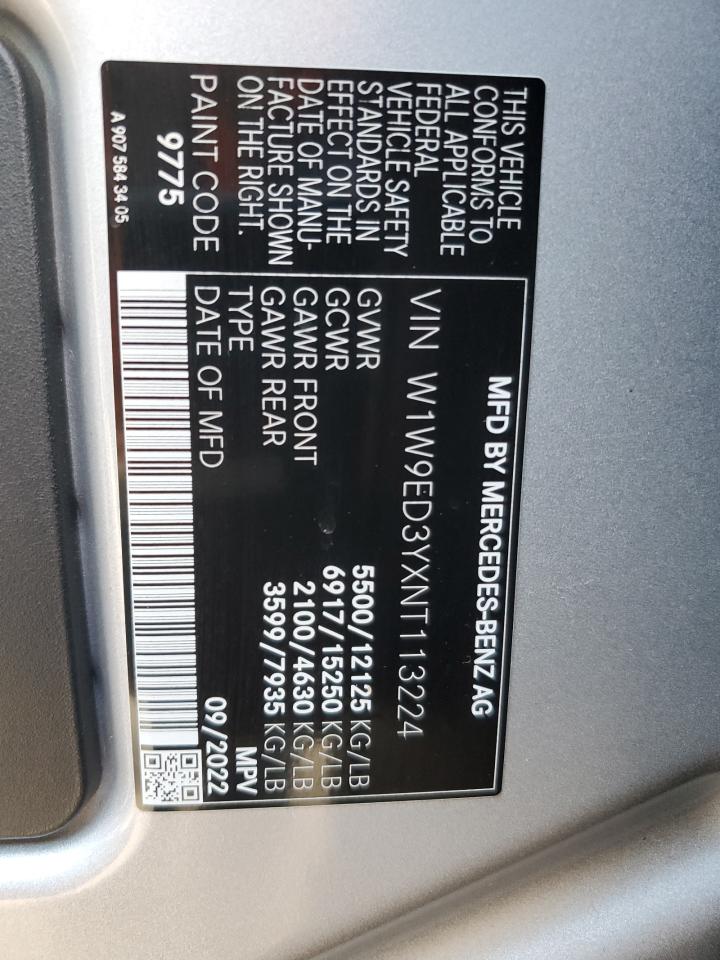 MFD BY MERCEDES-BENZ AG
THIS VEHICLE
CONFORMS TO
ALL APPLICABLE
FEDERAL
VEHICLE SAFETY
STANDARDS IN
EFFECT ON THE
DATE OF MANU-
FACTURE SHOWN
ON THE RIGHT.
PAINT CODE
9775
A 907 584 34 05
VIN W1W9ED3YXNT113224
GVWR 5500/12125 KG/LB
GCWR 6917/15250 KG/LB
GAWR FRONT 2100/4630 KG/LB
GAWR REAR 3599/7935 KG/LB
TYPE MPV
DATE OF MFD 09/2022